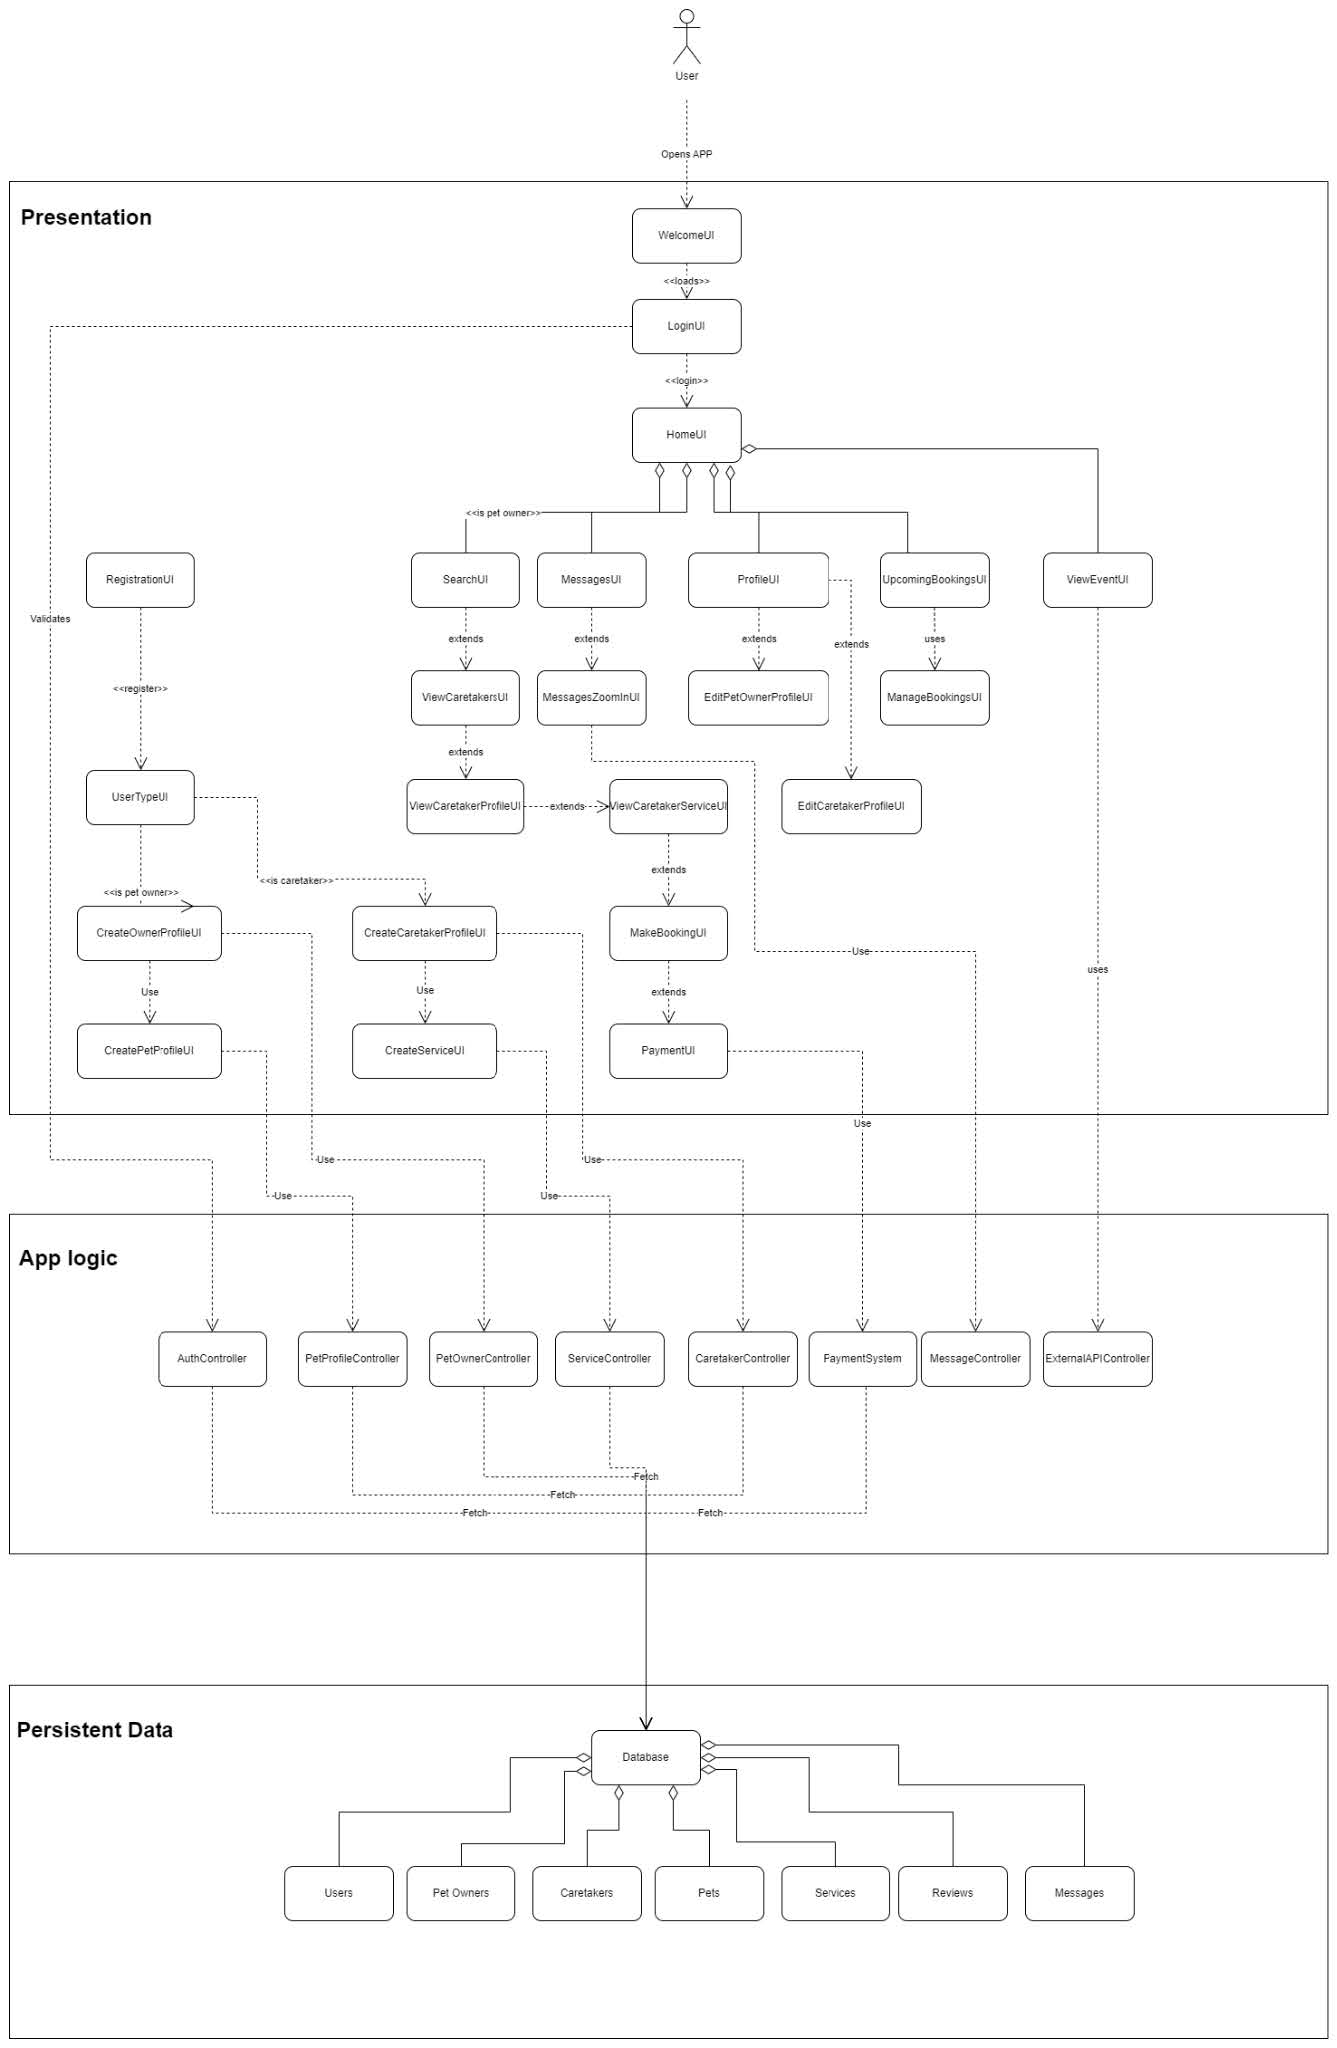 User
Opens APP
Presentation
WelcomeUI
<<loads>>
LoginUI
<<login>>
HomeUI
<<is pet owner>>
RegistrationUI
SearchUI
MessagesUI
ProfileUI
UpcomingBookingsUI
ViewEventUI
Validates
extends
extends
extends
extends
uses
<<register>>
ViewCaretakersUI
MessagesZoomInUI
EditPetOwnerProfileUI
ManageBookingsUI
extends
UserTypeUI
ViewCaretakerProfileUI
extends
ViewCaretakerServiceUI
EditCaretakerProfileUI
extends
<<is caretaker>>
<<is pet owner>>
CreateOwnerProfileUI
CreateCaretakerProfileUI
MakeBookingUI
Use
uses
Use
Use
extends
CreatePetProfileUI
CreateServiceUI
PaymentUI
Use
Use
Use
Use
Use
App logic
AuthController
PetProfileController
PetOwnerController
ServiceController
CaretakerController
PaymentSystem
MessageController
ExternalAPIController
Fetch
Fetch
Fetch
Fetch
Persistent Data
Database
Users
Pet Owners
Caretakers
Pets
Services
Reviews
Messages